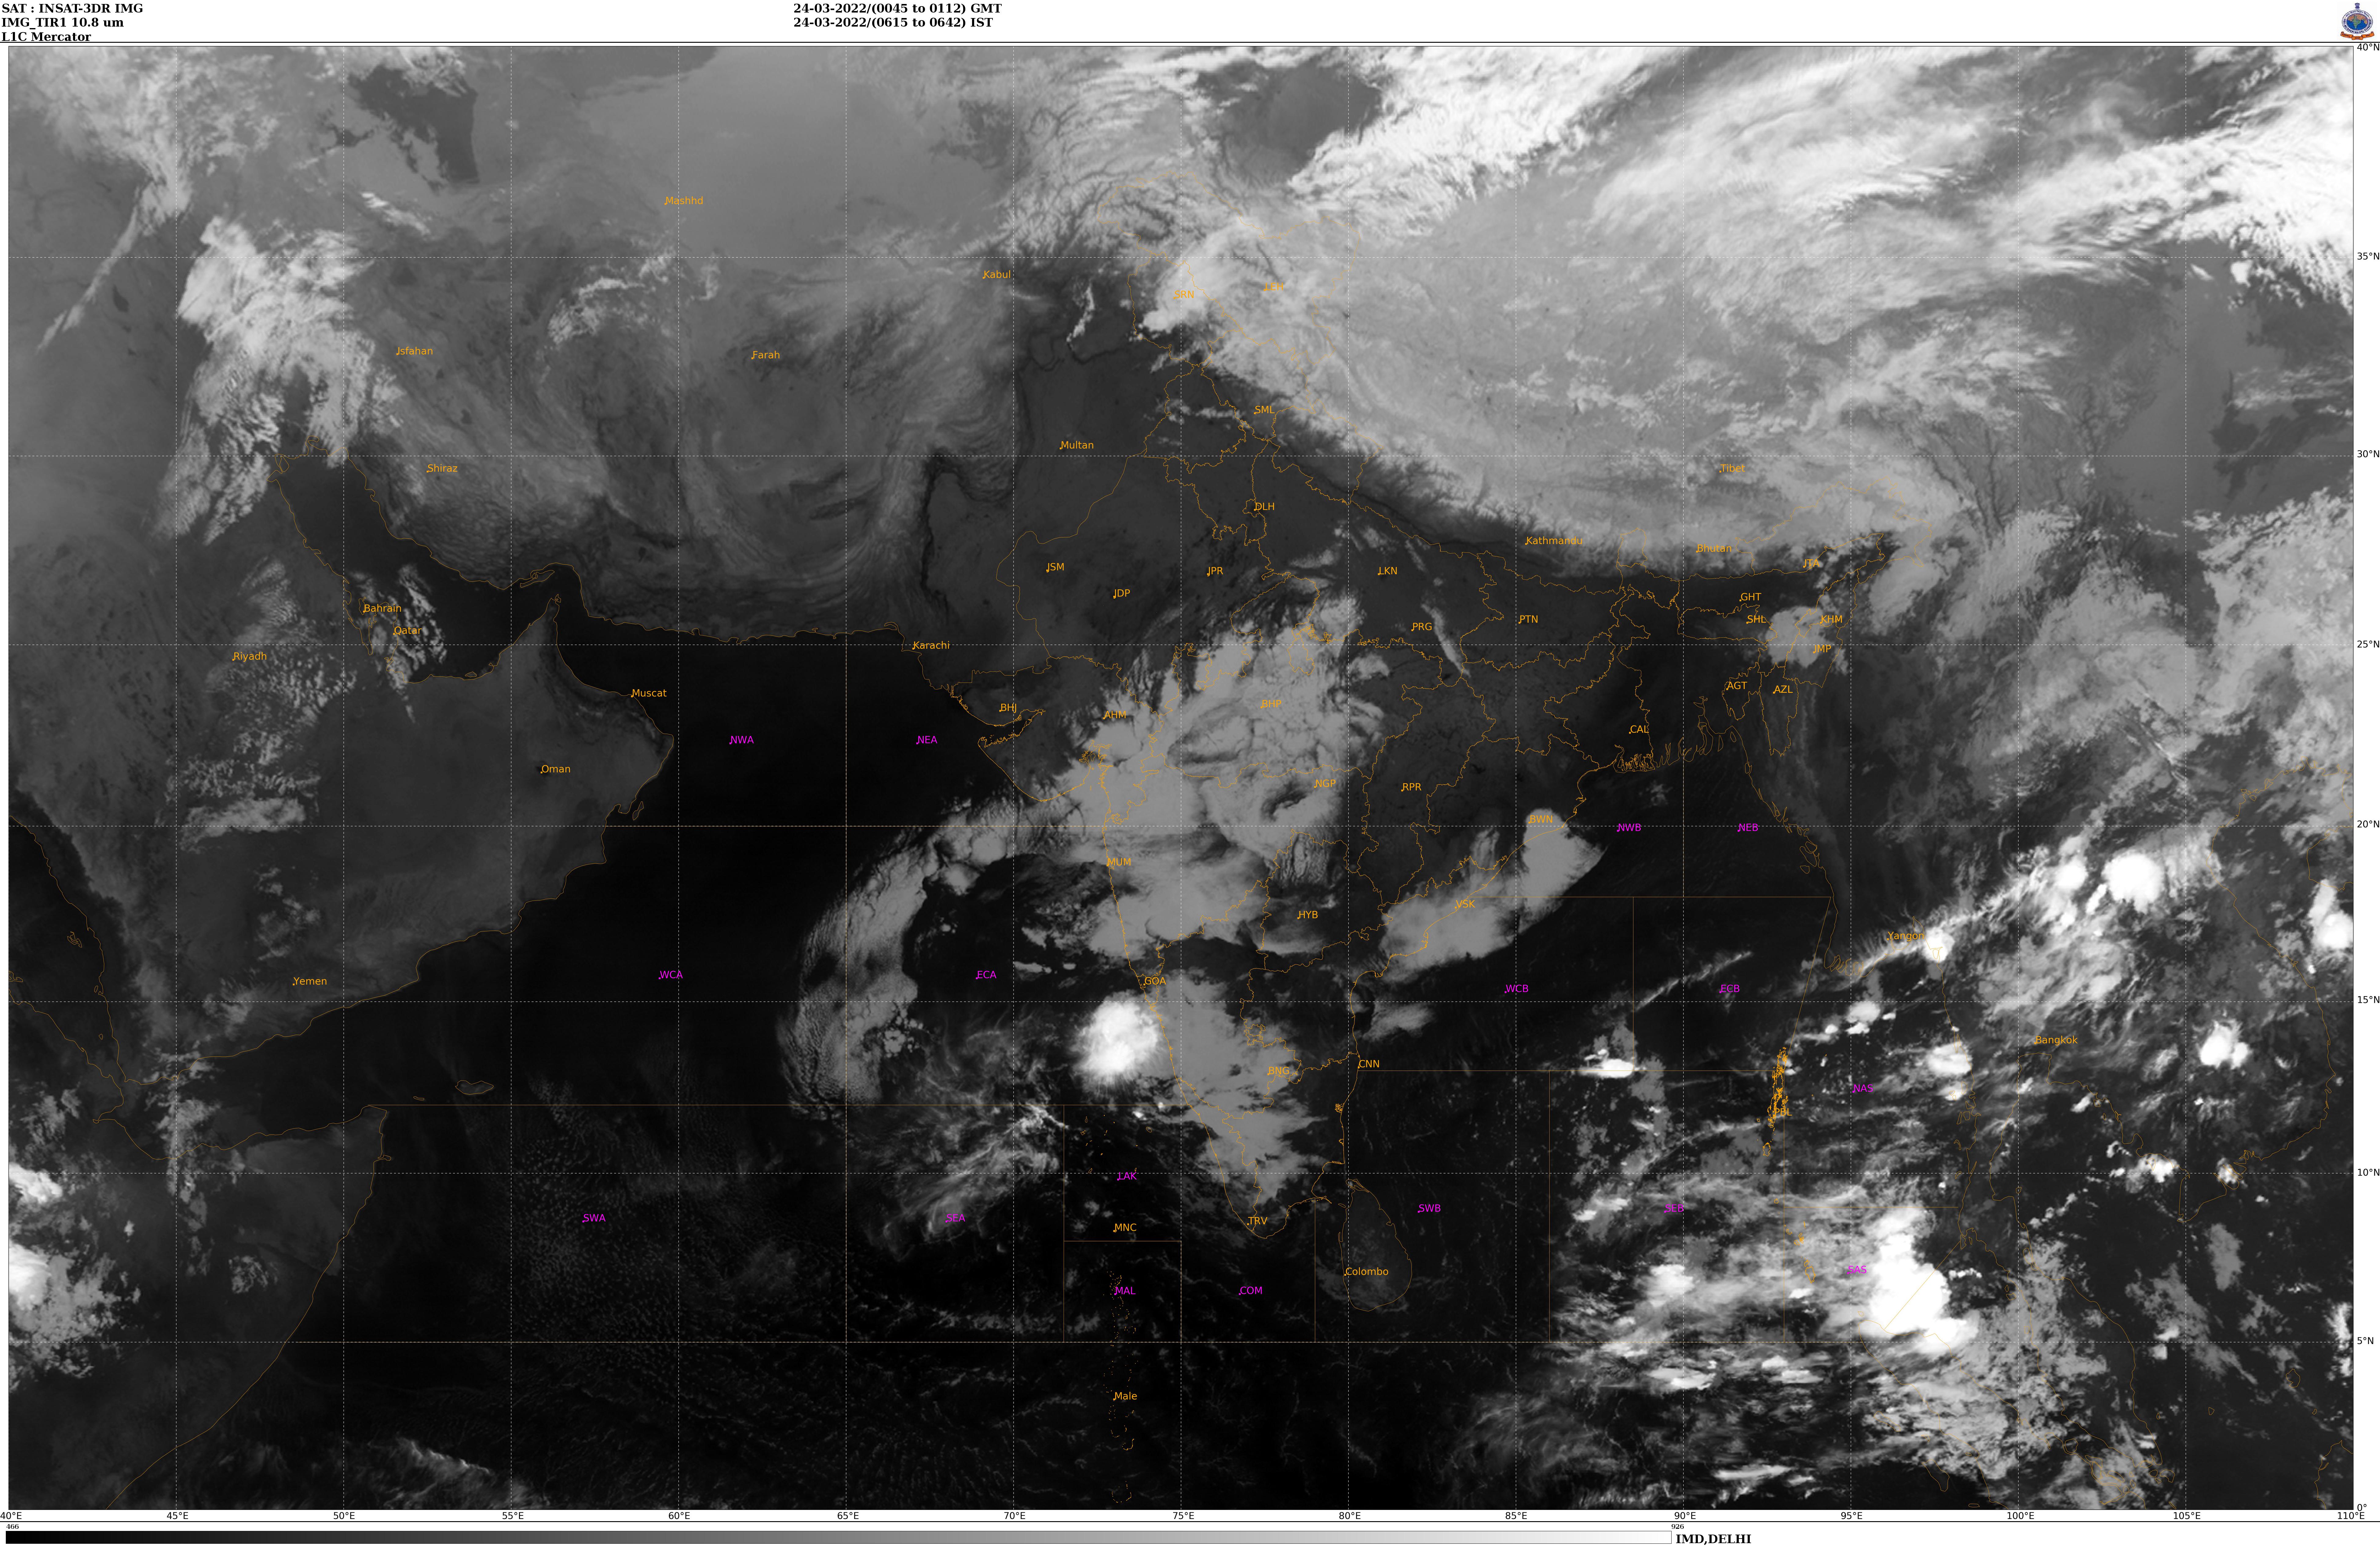 SAT : INSAT-3DR IMG
IMG_TIR1 10.8 um
L1C Mercator
24-03-2022/(0045 to 0112) GMT
24-03-2022/(0615 to 0642) IST
40°N
Mashhd
35°N
Kabul
SRN
LEH
Isfahan
Farah
SML
Multan
30°N
Shiraz
Tibet
DLH
Kathmandu
Bhutan
JSM
JPR
LKN
ITA
JDP
GHT
Bahrain
PTN
SHL
KHM
Qatar
PRG
25°N
Karachi
JMP
Riyadh
Muscat
AGT
AZL
BHJ
AHM
BHP
CAL
NWA
NEA
Oman
NGP
RPR
20°N
BWN
NWB
NEB
MUM
VSK
HYB
Yangon
WCA
ECA
Yemen
GOA
WCB
ECB
15°N
Bangkok
CNN
BNG
NAS
PBL
10°N
LAK
SWB
SEB
SWA
SEA
MNC
TRV
Colombo
SAS
MAL
COM
5°N
Male
0°
40°E
45°E
50°E
55°E
60°E
65°E
70°E
75°E
80°E
85°E
90°E
95°E
100°E
105°E
110°E
466
926
IMD,DELHI